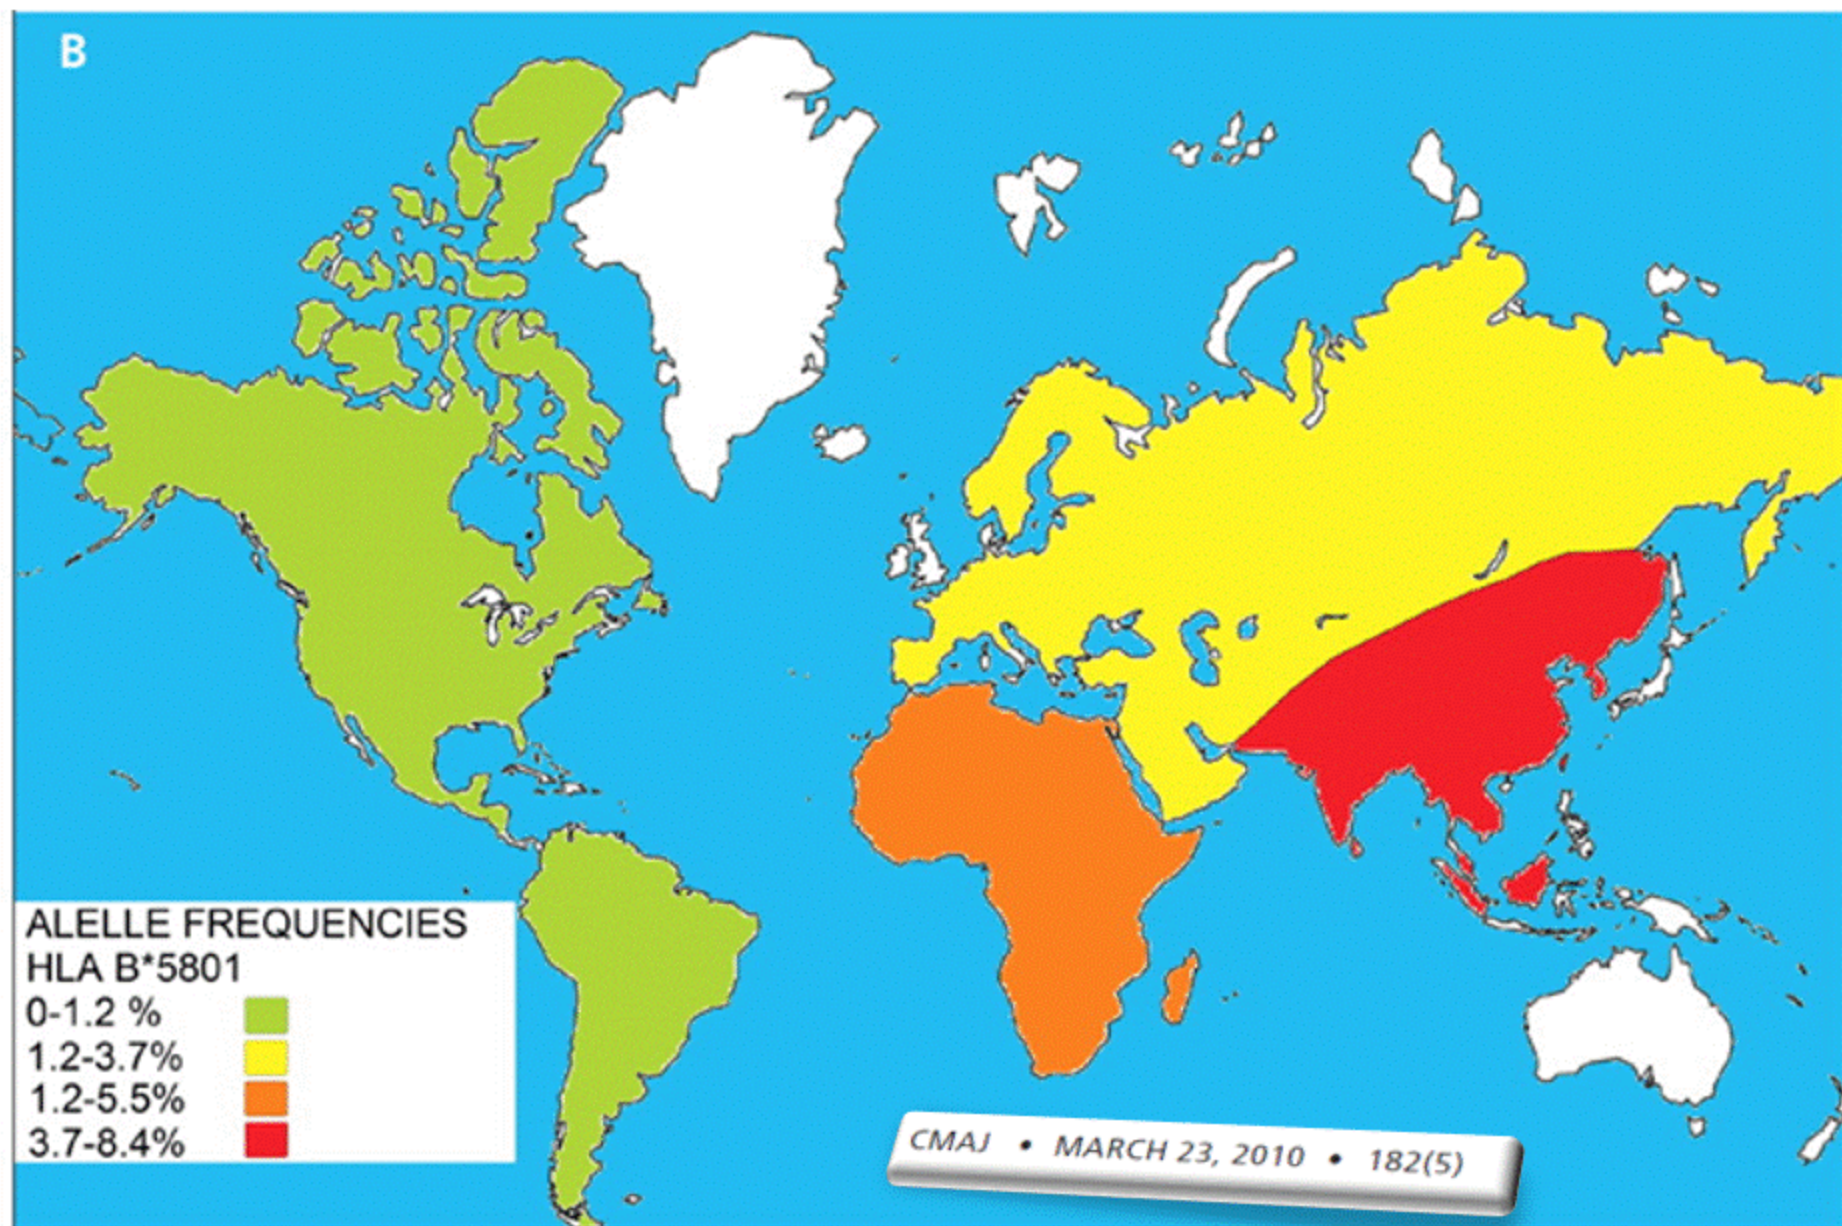 B
ALELLE FREQUENCIES
HLA B*5801
0-1.2 %
1.2-3.7%
1.2-5.5%
3.7-8.4%
CMAJ • MARCH 23, 2010 • 182(5)